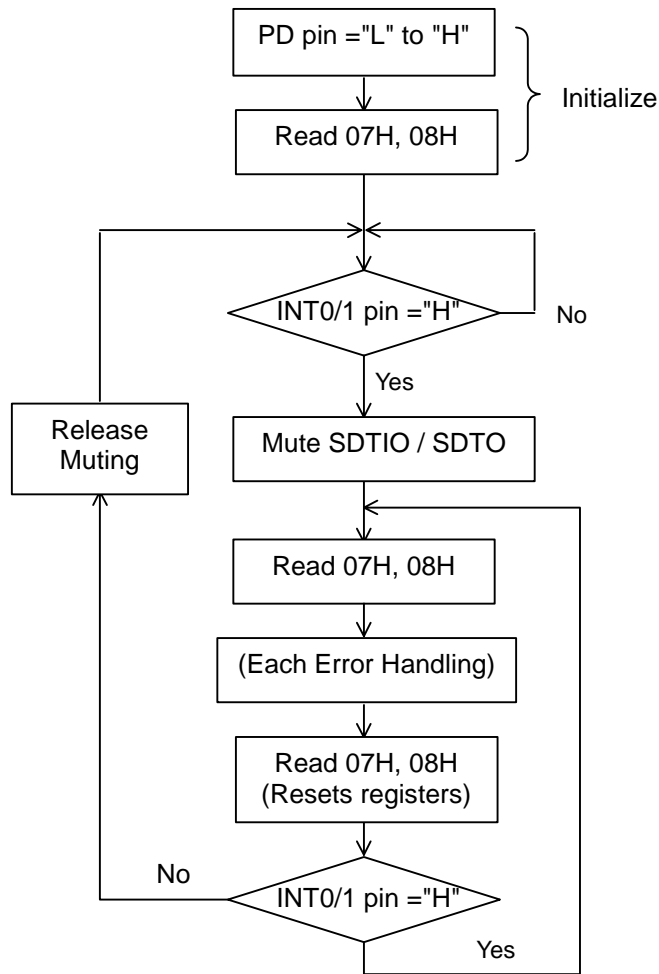 PD pin ="L" to "H"
Initialize
Read 07H, 08H
INT0/1 pin ="H"
No
Yes
Release
Muting
Mute SDTIO / SDTO
Read 07H, 08H
(Each Error Handling)
Read 07H, 08H
(Resets registers)
No
INT0/1 pin ="H"
Yes